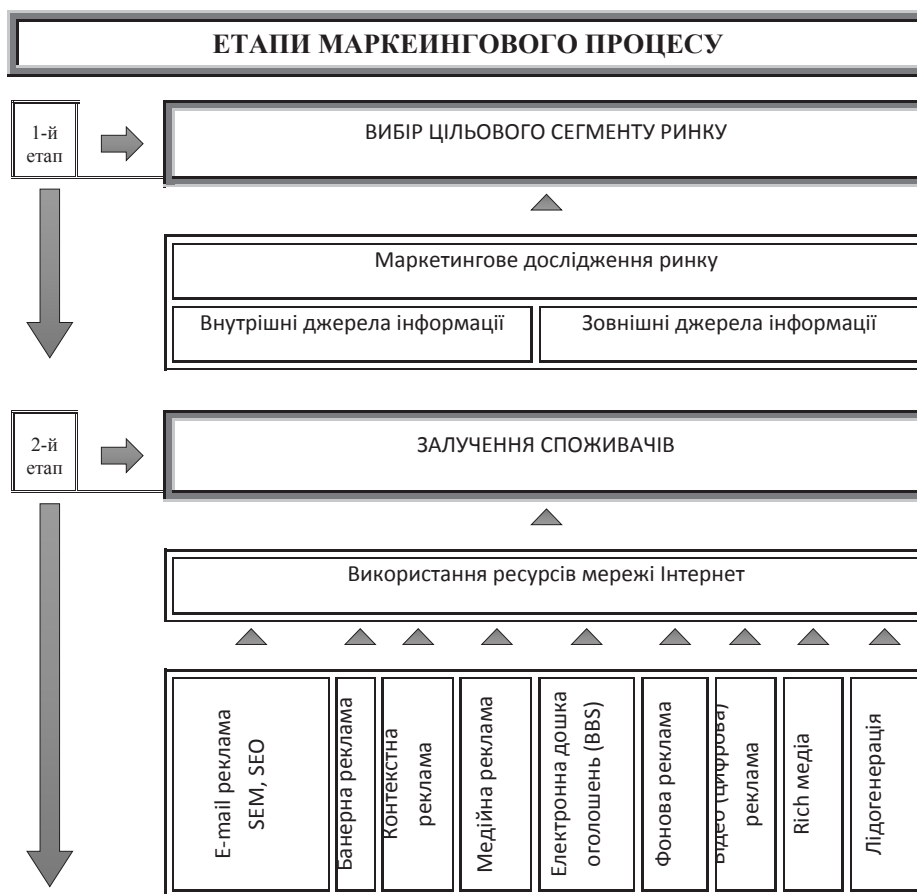 ЕТАПИ МАРКЕИНГОВОГО ПРОЦЕСУ
1-й
етап
ВИБІР ЦІЛЬОВОГО СЕГМЕНТУ РИНКУ
Маркетингове дослідження ринку
Внутрішні джерела інформації
Зовнішні джерела інформації
2-й
етап
ЗАЛУЧЕННЯ СПОЖИВАЧІВ
Використання ресурсів мережі Інтернет
E-mail реклама
SEM, SEO
Банерна реклама
Контекстна
реклама
Медійна реклама
Електронна дошка
оголошень (BBS)
Фонова реклама
Відео (цифрова)
реклама
Rich медіа
Лідогенерація